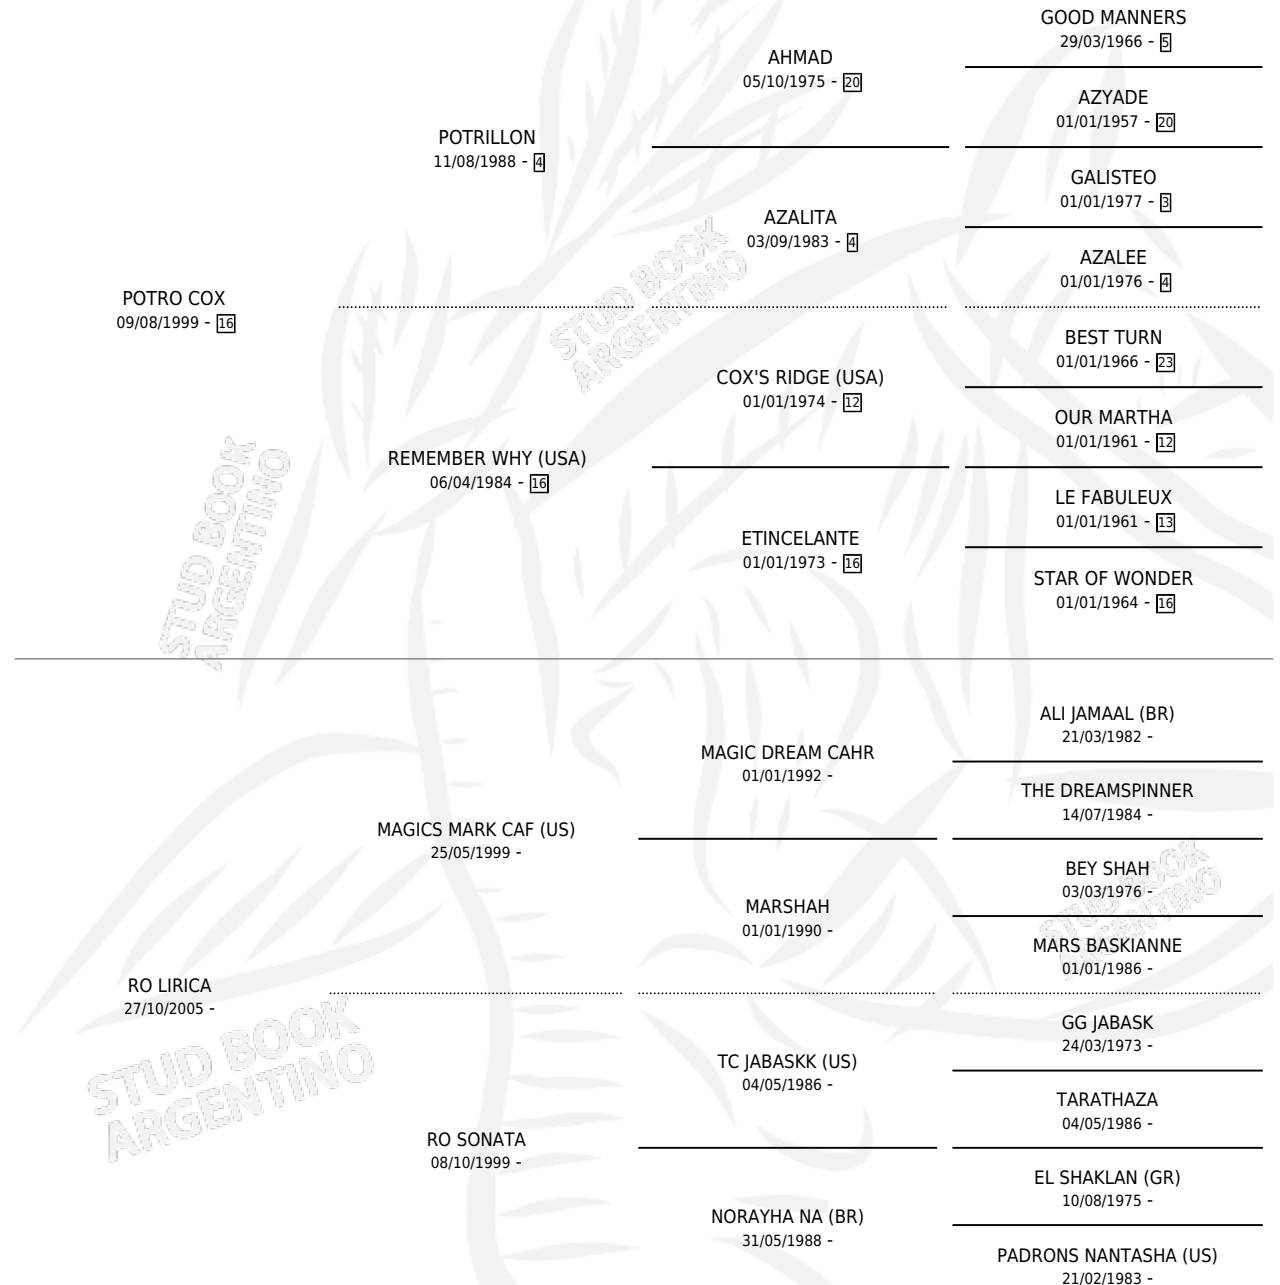 GOOD MANNERS
29/03/1966 - 5
AHMAD
05/10/1975 - 20
AZYADE
01/01/1957 - 20
POTRILLON
11/08/1988 - 4
GALISTEO
01/01/1977 - 3
AZALITA
03/09/1983 - 4
AZALEE
01/01/1976 - 4
POTRO COX
09/08/1999 - 16
BEST TURN
01/01/1966 - 23
COX'S RIDGE (USA)
01/01/1974 - 12
OUR MARTHA
01/01/1961 - 12
REMEMBER WHY (USA)
06/04/1984 - 16
LE FABULEUX
01/01/1961 - 13
ETINCELANTE
01/01/1973 - 16
STAR OF WONDER
01/01/1964 - 16
STUD BOOK
ARGENTINO
STUD BOOK
ARGENTINO
ALI JAMAAL (BR)
21/03/1982 -
MAGIC DREAM CAHR
01/01/1992 -
THE DREAMSPINNER
14/07/1984 -
MAGICS MARK CAF (US)
25/05/1999 -
BEY SHAH
03/03/1976 -
MARSHAH
01/01/1990 -
MARS BASKIANNE
01/01/1986 -
RO LIRICA
27/10/2005 -
GG JABASK
24/03/1973 -
TC JABASKK (US)
04/05/1986 -
TARATHAZA
04/05/1986 -
RO SONATA
08/10/1999 -
EL SHAKLAN (GR)
10/08/1975 -
NORAYHA NA (BR)
31/05/1988 -
PADRONS NANTASHA (US)
21/02/1983 -
STUD BOOK
ARGENTINO
STUD BOOK
ARGENTINO